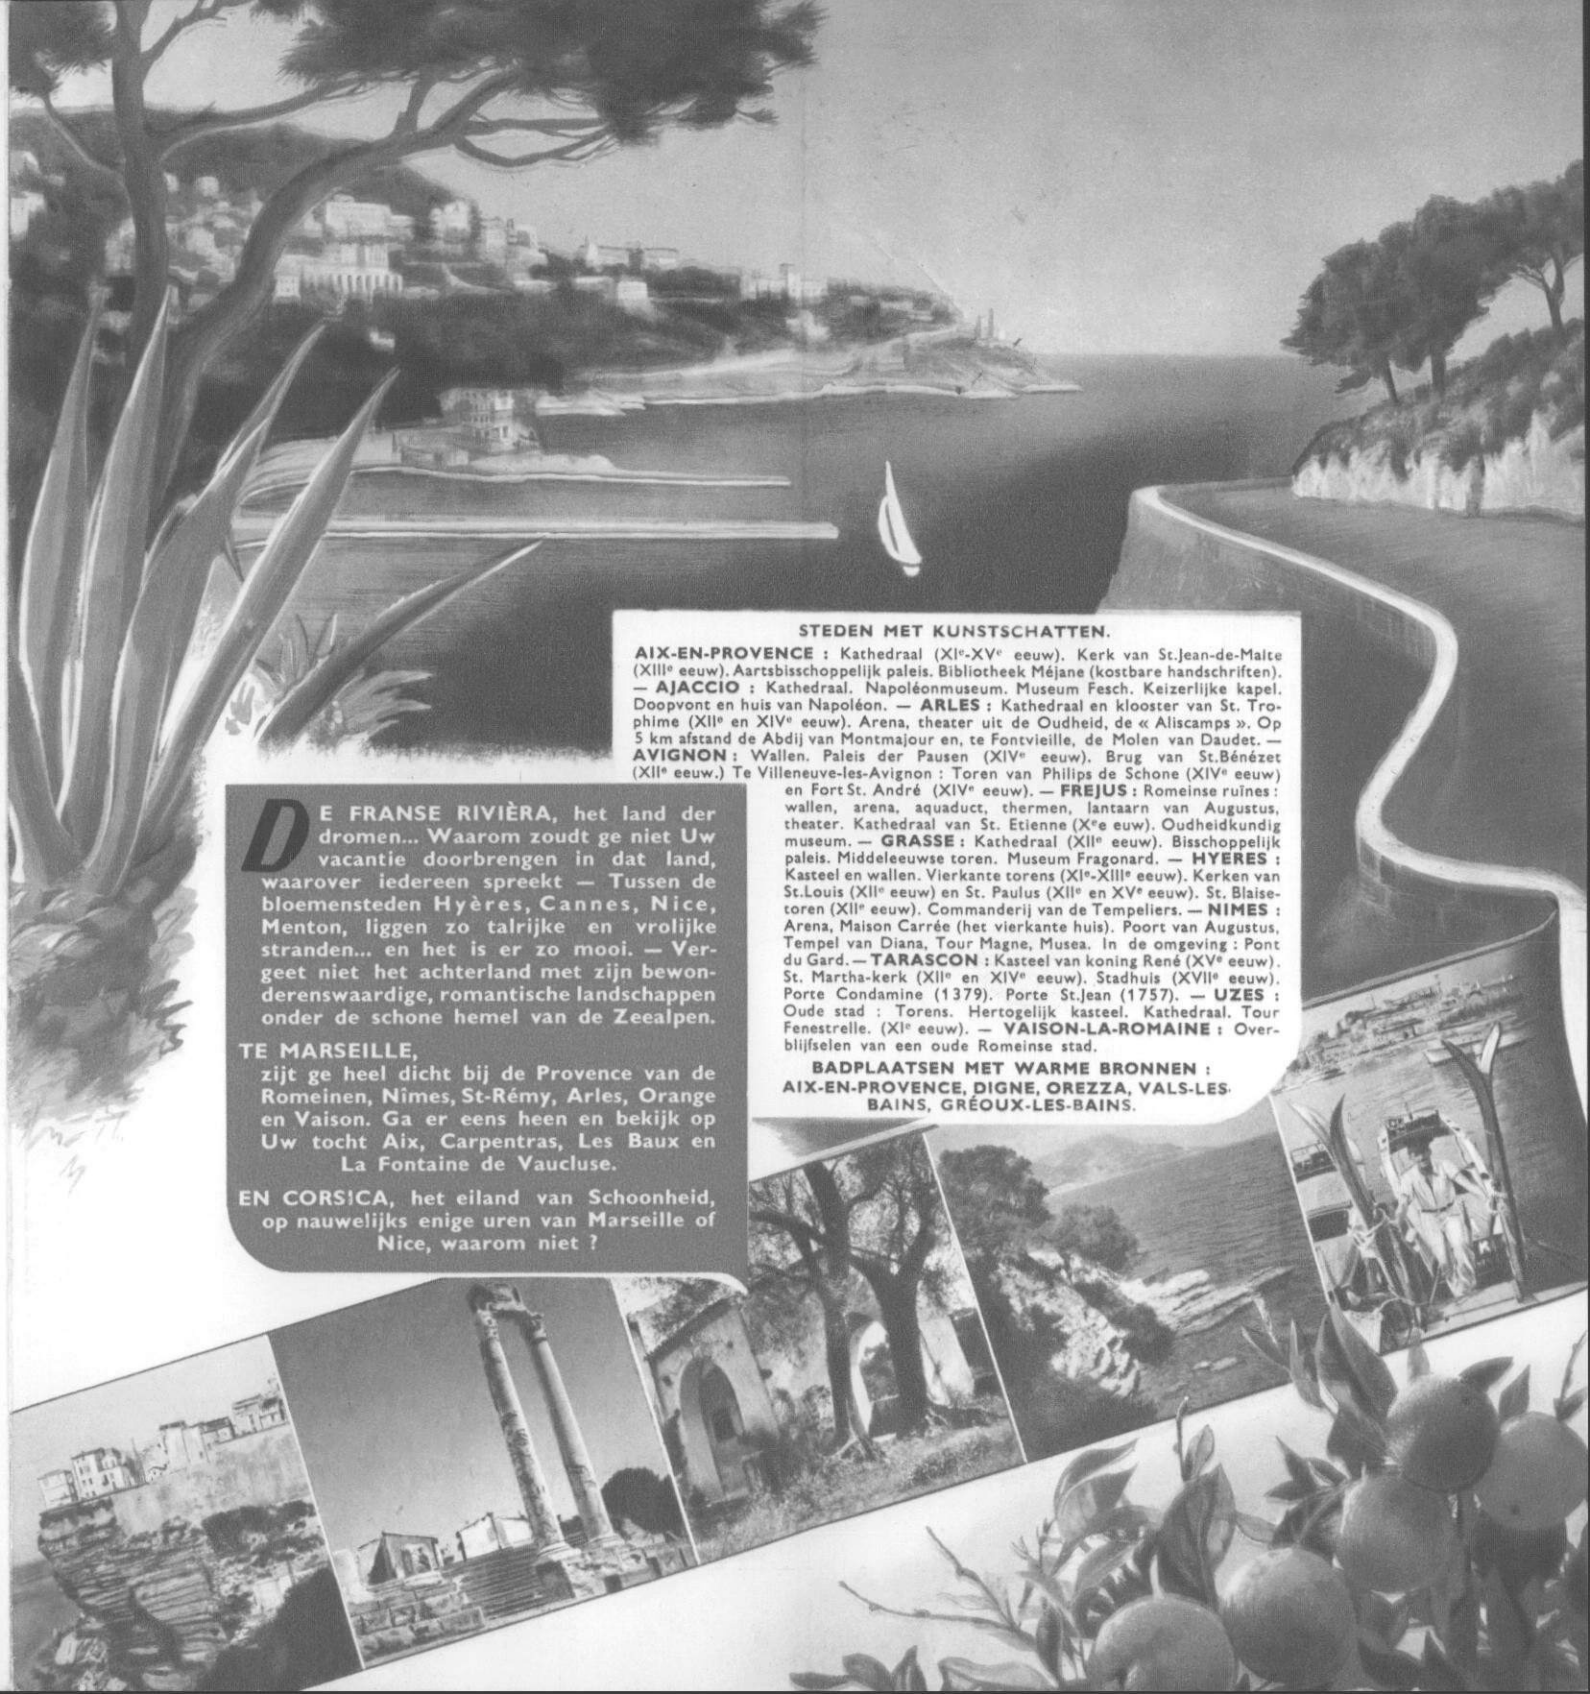 DE FRANSE RIVIÈRA, het land der
dromen... Waarom zoudt ge niet Uw
vacantie doorbrengen in dat land,
waarover iedereen spreekt — Tussen de
bloemensteden Hyères, Cannes, Nice,
Menton, liggen zo talrijke en vrolijke
stranden... en het is er zo mooi. — Ver-
geet niet het achterland met zijn bewon-
derenswaardige, romantische landschappen
onder de schone hemel van de Zeealpen.
TE MARSEILLE,
zijt ge heel dicht bij de Provence van de
Romeinen, Nîmes, St-Rémy, Arles, Orange
en Vaison. Ga er eens heen en bekijk op
Uw tocht Aix, Carpentras, Les Baux en
La Fontaine de Vaucluse.
EN CORSICA, het eiland van Schoonheid,
op nauwelijks enige uren van Marseille of
Nice, waarom niet ?
STEDEN MET KUNSTSCHATTEN.
AIX-EN-PROVENCE : Kathedraal (XIe-XVe eeuw). Kerk van St.Jean-de-Malte
(XIIIe eeuw). Aartsbisschoppelijk paleis. Bibliotheek Méjane (kostbare handschriften).
— AJACCIO : Kathedraal. Napoléonmuseum. Museum Fesch. Keizerlijke kapel.
Doopvont en huis van Napoléon. — ARLES : Kathedraal en klooster van St. Tro-
phime (XIIe en XIVe eeuw). Arena, theater uit de Oudheid, de « Aliscamps ». Op
5 km afstand de Abdij van Montmajour en, te Fontvieille, de Molen van Daudet. —
AVIGNON : Wallen. Paleis der Pausen (XIVe eeuw). Brug van St.Bénézet
(XIIe eeuw.) Te Villeneuve-les-Avignon : Toren van Philips de Schone (XIVe eeuw)
en Fort St. André (XIVe eeuw). — FREJUS : Romeinse ruïnes :
wallen, arena, aquaduct, thermen, lantaarn van Augustus,
theater. Kathedraal van St. Etienne (Xee euw). Oudheidkundig
museum. — GRASSE : Kathedraal (XIIe eeuw). Bisschoppelijk
paleis. Middeleeuwse toren. Museum Fragonard. — HYERES :
Kasteel en wallen. Vierkante torens (XIe-XIIIe eeuw). Kerken van
St.Louis (XIIe eeuw) en St. Paulus (XIIe en XVe eeuw). St. Blaise-
toren (XIIe eeuw). Commanderij van de Tempeliers. — NIMES :
Arena, Maison Carrée (het vierkante huis). Poort van Augustus,
Tempel van Diana, Tour Magne, Musea. In de omgeving : Pont
du Gard. — TARASCON : Kasteel van koning René (XVe eeuw).
St. Martha-kerk (XIIe en XIVe eeuw). Stadhuis (XVIIe eeuw).
Porte Condamine (1379). Porte St.Jean (1757). — UZES :
Oude stad : Torens. Hertogelijk kasteel. Kathedraal. Tour
Fenestrelle. (XIe eeuw). — VAISON-LA-ROMAINE : Over-
blijfselen van een oude Romeinse stad.
BADPLAATSEN MET WARME BRONNEN :
AIX-EN-PROVENCE, DIGNE, OREZZA, VALS-LES-
BAINS, GRÉOUX-LES-BAINS.